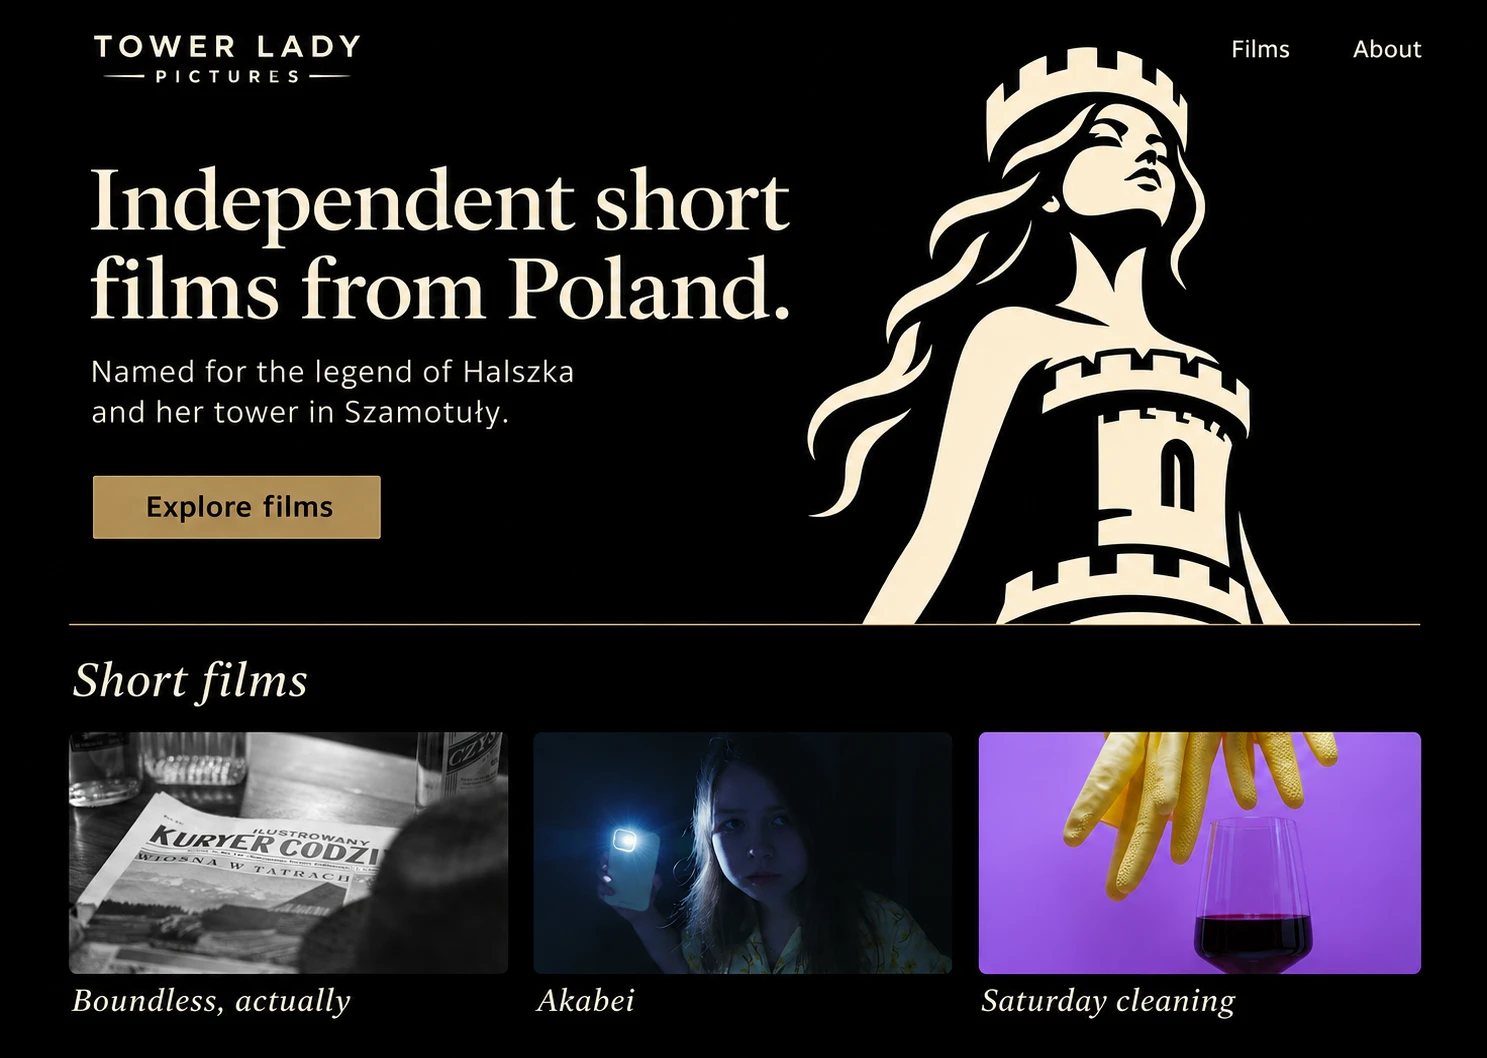 TOWER LADY
PICTURES
Films
About
Independent short
films from Poland.
Named for the legend of Halszka
and her tower in Szamotuły.
Explore films
Short films
CZYS
ILUSTROWANY
KURYER CODZI
WIOSNA W TATRACH
Boundless, actually
Akabei
Saturday cleaning